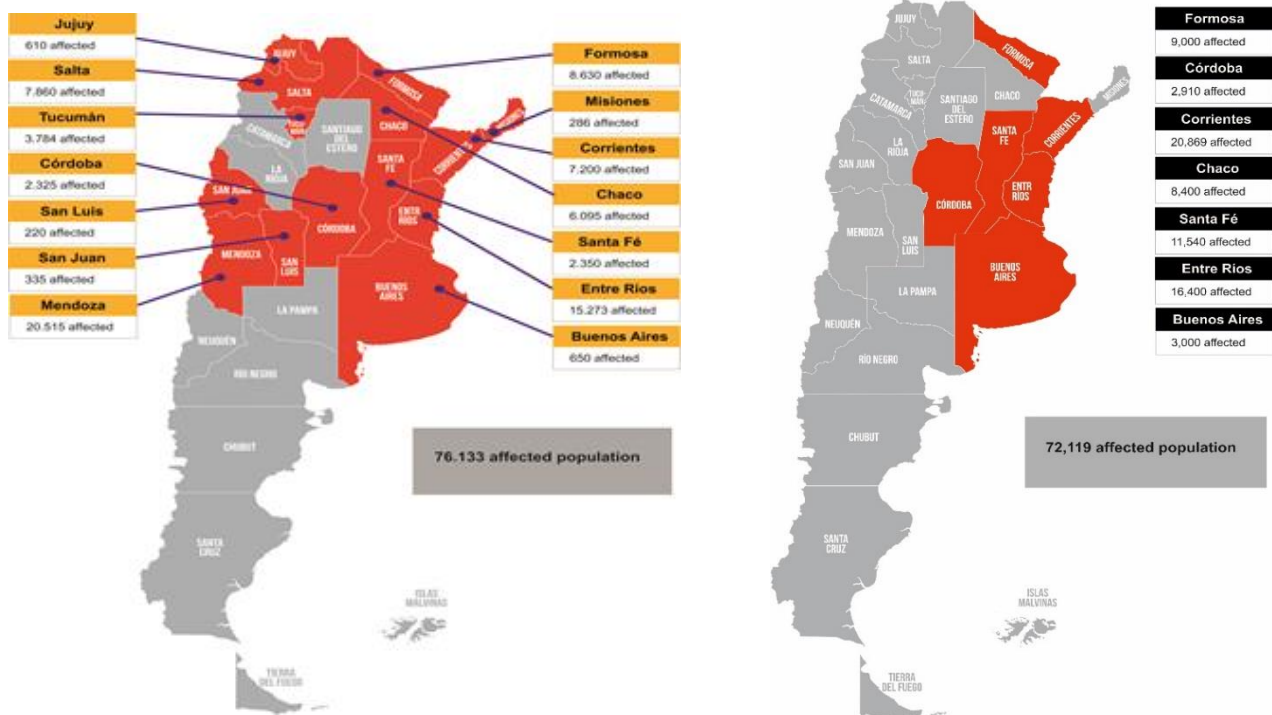 Jujuy
610 affected
Salta
7.860 affected
Tucumán
3.784 affected
Córdoba
2.325 affected
San Luis
220 affected
San Juan
335 affected
Mendoza
20.515 affected
JUJUY
SALTA
FORMOSA
CHACO
MISIONES
CORRIENTES
CATAMARCA
SANTIAGO
DEL
ESTERO
LA
RIOJA
SANTA
FE
SAN JUAN
CÓRDOBA
ENTR
RÍOS
MENDOZA
SAN
LUIS
BUENOS
AIRES
LA PAMPA
NEUQUÉN
RÍO NEGRO
CHUBUT
SANTA
CRUZ
ISLAS
MALVINAS
TIERRA
DEL FUEGO
Formosa
8.630 affected
Misiones
286 affected
Corrientes
7.200 affected
Chaco
6.095 affected
Santa Fé
2.350 affected
Entre Ríos
15.273 affected
Buenos Aires
650 affected
76.133 affected population
JUJUY
SALTA
FORMOSA
TUCU-
MÁN
CATAMARCA
SANTIAGO
DEL
ESTERO
CHACO
MISIONES
CORRIENTES
LA
RIOJA
SANTA
FE
SAN JUAN
CÓRDOBA
ENTR
RÍOS
MENDOZA
SAN
LUIS
BUENOS
AIRES
LA PAMPA
NEUQUÉN
RÍO NEGRO
CHUBUT
SANTA
CRUZ
ISLAS
MALVINAS
TIERRA
DEL FUEGO
Formosa
9,000 affected
Córdoba
2,910 affected
Corrientes
20,869 affected
Chaco
8,400 affected
Santa Fé
11,540 affected
Entre Ríos
16,400 affected
Buenos Aires
3,000 affected
72,119 affected population